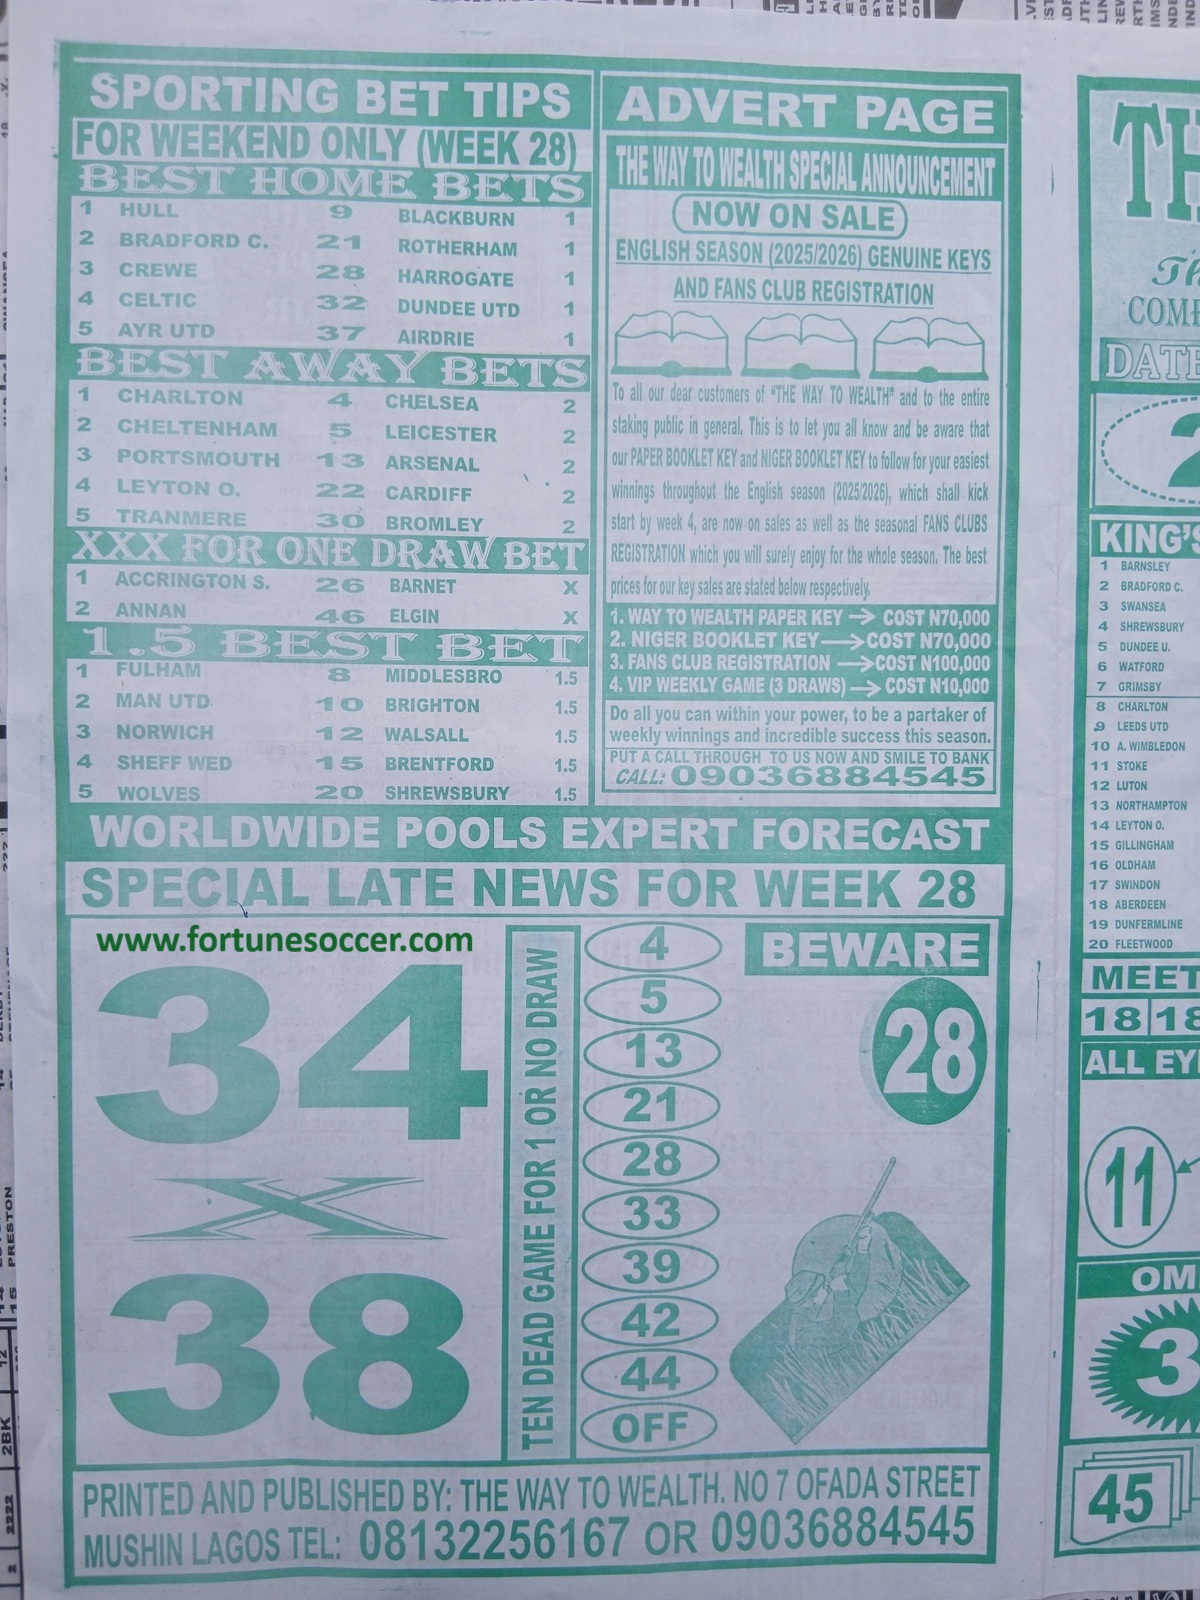 SPORTING BET TIPS
FOR WEEKEND ONLY (WEEK 28)
BEST HOME BETS
1 HULL 9 BLACKBURN 1
2 BRADFORD C. 21 ROTHERHAM 1
3 CREWE 28 HARROGATE 1
4 CELTIC 32 DUNDEE UTD 1
5 AYR UTD 37 AIRDRIE 1
BEST AWAY BETS
1 CHARLTON 4 CHELSEA 2
2 CHELTENHAM 5 LEICESTER 2
3 PORTSMOUTH 13 ARSENAL 2
4 LEYTON O. 22 CARDIFF 2
5 TRANMERE 30 BROMLEY 2
XXX FOR ONE DRAW BET
1 ACCRINGTON S. 26 BARNET X
2 ANNAN 46 ELGIN X
1.5 BEST BET
1 FULHAM 8 MIDDLESBRO 1.5
2 MAN UTD 10 BRIGHTON 1.5
3 NORWICH 12 WALSALL 1.5
4 SHEFF WED 15 BRENTFORD 1.5
5 WOLVES 20 SHREWSBURY 1.5
ADVERT PAGE
THE WAY TO WEALTH SPECIAL ANNOUNCEMENT
NOW ON SALE
ENGLISH SEASON (2025/2026) GENUINE KEYS
AND FANS CLUB REGISTRATION
To all our dear customers of "THE WAY TO WEALTH" and to the entire
staking public in general. This is to let you all know and be aware that
our PAPER BOOKLET KEY and NIGER BOOKLET KEY to follow for your easiest
winnings throughout the English season (2025/2026), which shall kick
start by week 4, are now on sales as well as the seasonal FANS CLUBS
REGISTRATION which you will surely enjoy for the whole season. The best
prices for our key sales are stated below respectively.
1. WAY TO WEALTH PAPER KEY → COST N70,000
2. NIGER BOOKLET KEY → COST N70,000
3. FANS CLUB REGISTRATION → COST N100,000
4. VIP WEEKLY GAME (3 DRAWS) → COST N10,000
Do all you can within your power, to be a partaker of
weekly winnings and incredible success this season.
PUT A CALL THROUGH TO US NOW AND SMILE TO BANK
CALL: 09036884545
WORLDWIDE POOLS EXPERT FORECAST
SPECIAL LATE NEWS FOR WEEK 28
www.fortunesoccer.com
34
X
38
TEN DEAD GAME FOR 1 OR NO DRAW
4
5
13
21
28
33
39
42
44
OFF
BEWARE
28
PRINTED AND PUBLISHED BY: THE WAY TO WEALTH. NO 7 OFADA STREET
MUSHIN LAGOS TEL: 08132256167 OR 09036884545
KING'S
1 BARNSLEY
2 BRADFORD C.
3 SWANSEA
4 SHREWSBURY
5 DUNDEE U.
6 WATFORD
7 GRIMSBY
8 CHARLTON
9 LEEDS UTD
10 A. WIMBLEDON
11 STOKE
12 LUTON
13 NORTHAMPTON
14 LEYTON O.
15 GILLINGHAM
16 OLDHAM
17 SWINDON
18 ABERDEEN
19 DUNFERMLINE
20 FLEETWOOD
MEET
18 18
11
45